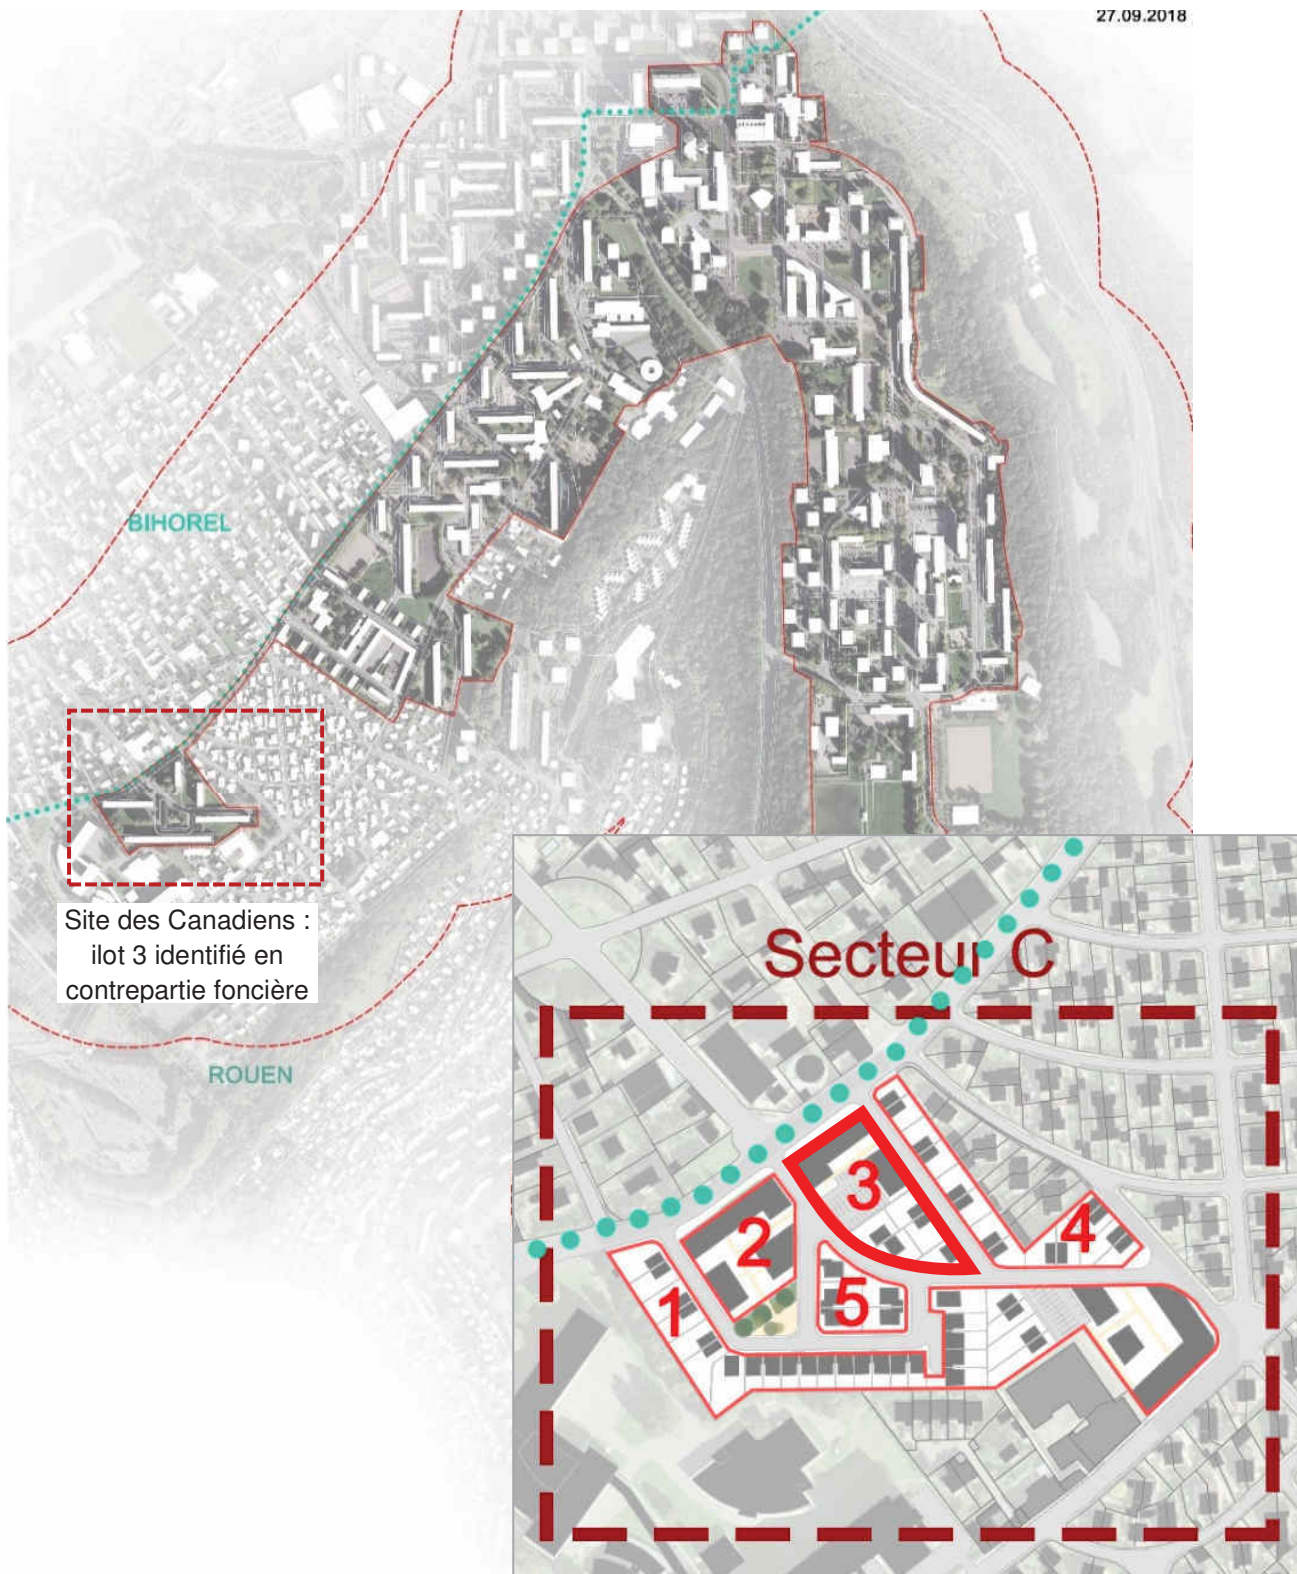 27.09.2018
BIHOREL
Site des Canadiens :
ilot 3 identifié en
contrepartie foncière
ROUEN
Secteur C
3
4
2
5
1